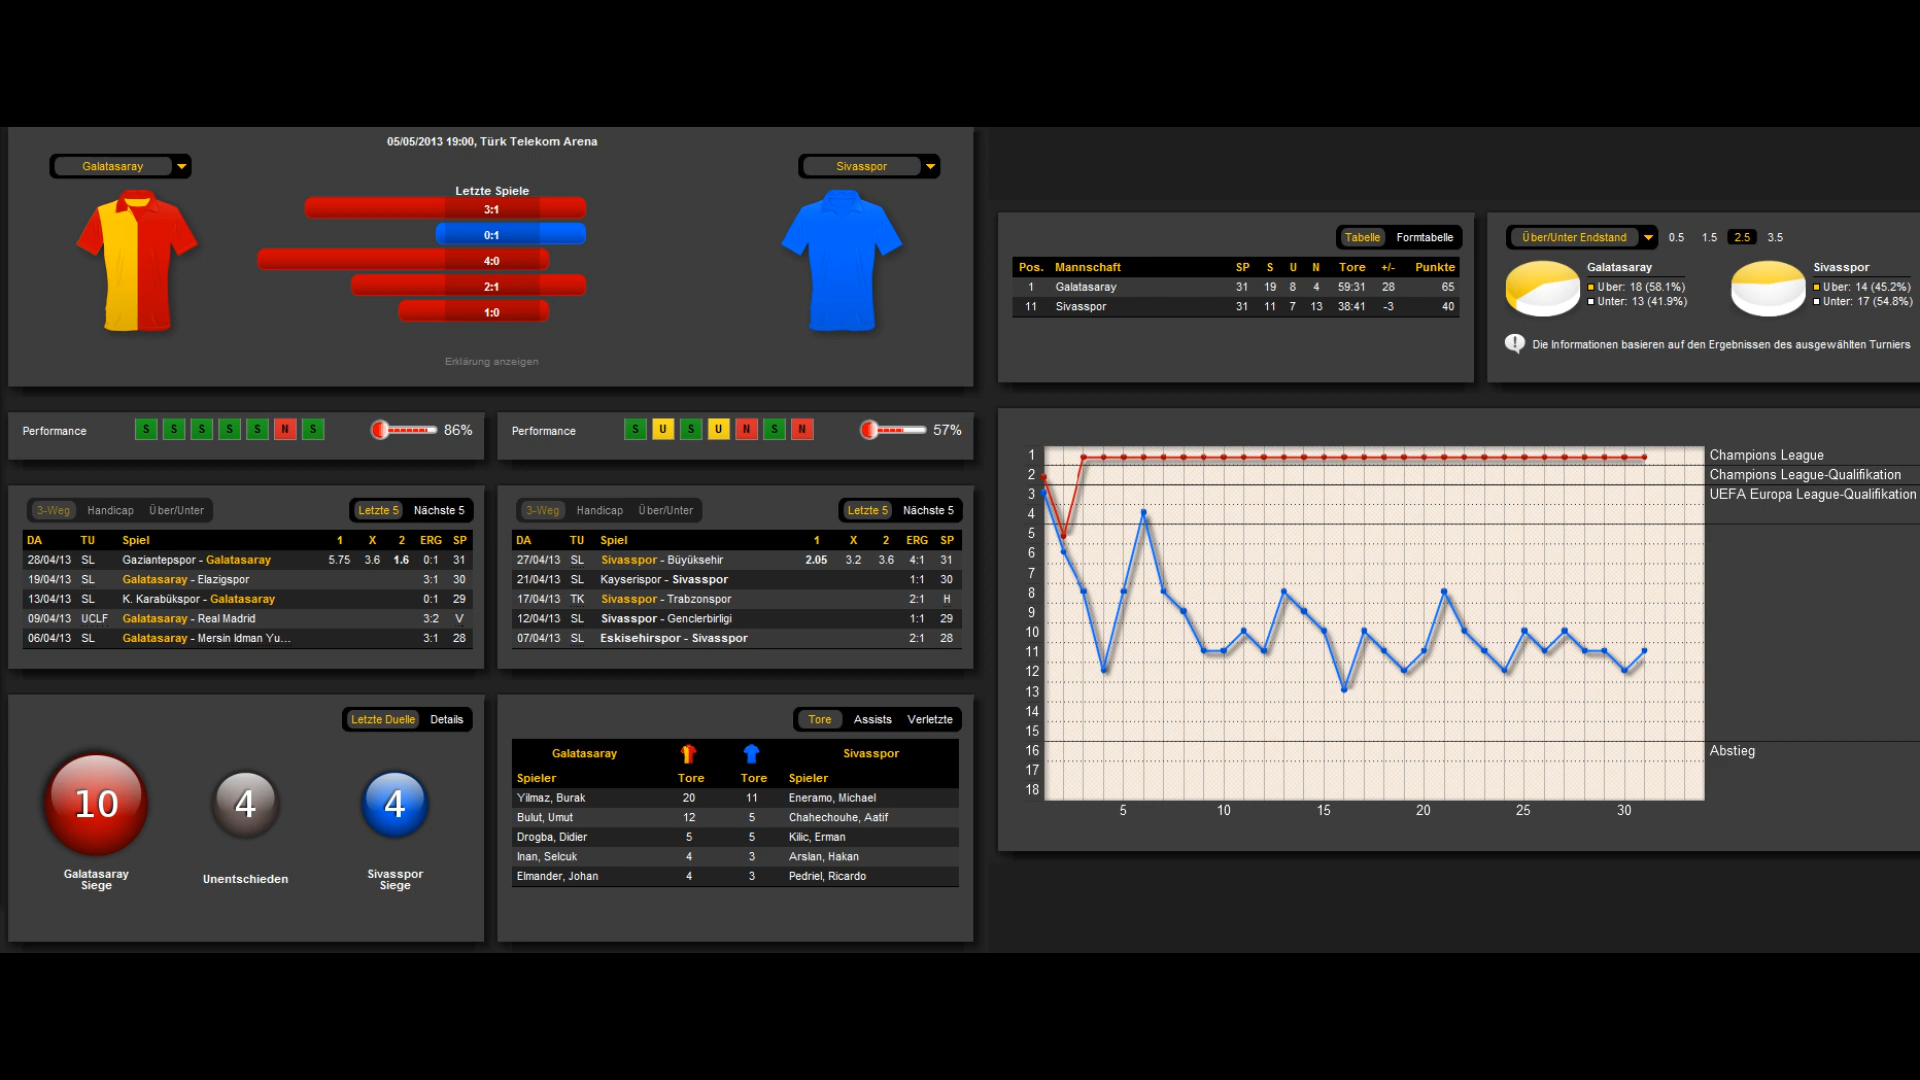 05/05/2013 19:00, Türk Telekom Arena
Galatasaray
Sivasspor
Letzte Spiele
3:1
0:1
4:0
2:1
1:0
Erklärung anzeigen
Performance S S S S S N S 86%
Performance S U S U N S N 57%
3-Weg Handicap Über/Unter Letzte 5 Nächste 5
DA TU Spiel 1 X 2 ERG SP
28/04/13 SL Gaziantepspor - Galatasaray 5.75 3.6 1.6 0:1 31
19/04/13 SL Galatasaray - Elazigspor 3:1 30
13/04/13 SL K. Karabükspor - Galatasaray 0:1 29
09/04/13 UCLF Galatasaray - Real Madrid 3:2 V
06/04/13 SL Galatasaray - Mersin Idman Yu... 3:1 28
3-Weg Handicap Über/Unter Letzte 5 Nächste 5
DA TU Spiel 1 X 2 ERG SP
27/04/13 SL Sivasspor - Büyüksehir 2.05 3.2 3.6 4:1 31
21/04/13 SL Kayserispor - Sivasspor 1:1 30
17/04/13 TK Sivasspor - Trabzonspor 2:1 H
12/04/13 SL Sivasspor - Genclerbirligi 1:1 29
07/04/13 SL Eskisehirspor - Sivasspor 2:1 28
Letzte Duelle Details
10
4
4
Galatasaray
Siege
Unentschieden
Sivasspor
Siege
Tore Assists Verletzte
Galatasaray Sivasspor
Spieler Tore Tore Spieler
Yilmaz, Burak 20 11 Eneramo, Michael
Bulut, Umut 12 5 Chahechouhe, Aatif
Drogba, Didier 5 5 Kilic, Erman
Inan, Selcuk 4 3 Arslan, Hakan
Elmander, Johan 4 3 Pedriel, Ricardo
Tabelle Formtabelle
Pos. Mannschaft SP S U N Tore +/- Punkte
1 Galatasaray 31 19 8 4 59:31 28 65
11 Sivasspor 31 11 7 13 38:41 -3 40
Über/Unter Endstand 0.5 1.5 2.5 3.5
Galatasaray
Über: 18 (58.1%)
Unter: 13 (41.9%)
Sivasspor
Über: 14 (45.2%)
Unter: 17 (54.8%)
! Die Informationen basieren auf den Ergebnissen des ausgewählten Turniers
1 Champions League
2 Champions League-Qualifikation
3 UEFA Europa League-Qualifikation
4
5
6
7
8
9
10
11
12
13
14
15
16 Abstieg
17
18
5 10 15 20 25 30